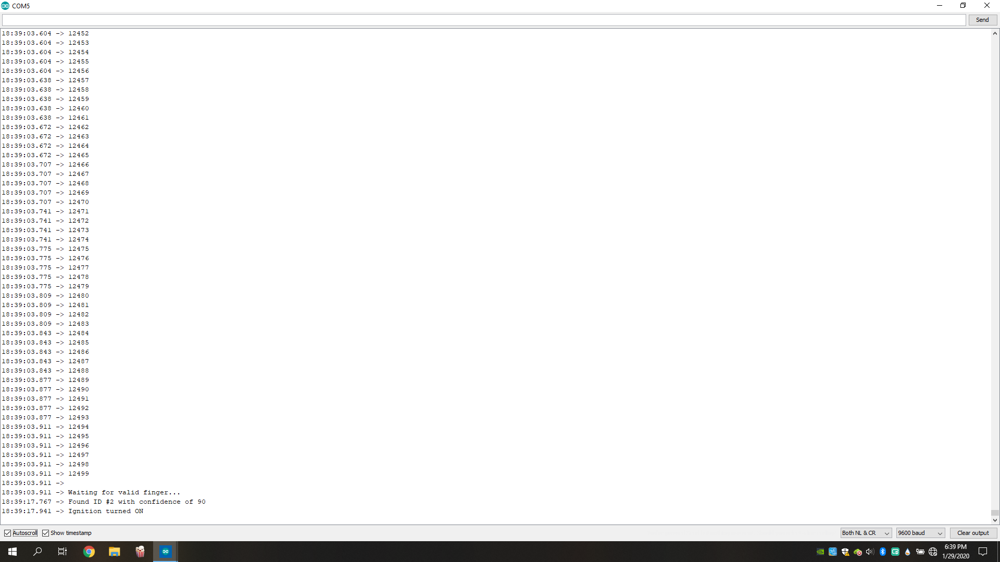 COM5
Send
18:39:03.604 -> 12452
18:39:03.604 -> 12453
18:39:03.604 -> 12454
18:39:03.604 -> 12455
18:39:03.604 -> 12456
18:39:03.638 -> 12457
18:39:03.638 -> 12458
18:39:03.638 -> 12459
18:39:03.638 -> 12460
18:39:03.638 -> 12461
18:39:03.672 -> 12462
18:39:03.672 -> 12463
18:39:03.672 -> 12464
18:39:03.672 -> 12465
18:39:03.707 -> 12466
18:39:03.707 -> 12467
18:39:03.707 -> 12468
18:39:03.707 -> 12469
18:39:03.707 -> 12470
18:39:03.741 -> 12471
18:39:03.741 -> 12472
18:39:03.741 -> 12473
18:39:03.741 -> 12474
18:39:03.775 -> 12475
18:39:03.775 -> 12476
18:39:03.775 -> 12477
18:39:03.775 -> 12478
18:39:03.775 -> 12479
18:39:03.809 -> 12480
18:39:03.809 -> 12481
18:39:03.809 -> 12482
18:39:03.809 -> 12483
18:39:03.843 -> 12484
18:39:03.843 -> 12485
18:39:03.843 -> 12486
18:39:03.843 -> 12487
18:39:03.843 -> 12488
18:39:03.877 -> 12489
18:39:03.877 -> 12490
18:39:03.877 -> 12491
18:39:03.877 -> 12492
18:39:03.877 -> 12493
18:39:03.911 -> 12494
18:39:03.911 -> 12495
18:39:03.911 -> 12496
18:39:03.911 -> 12497
18:39:03.911 -> 12498
18:39:03.911 -> 12499
18:39:03.911 ->
18:39:03.911 -> Waiting for valid finger...
18:39:17.767 -> Found ID #2 with confidence of 90
18:39:17.941 -> Ignition turned ON
Autoscroll Show timestamp Both NL & CR 9600 baud Clear output
6:39 PM
1/29/2020